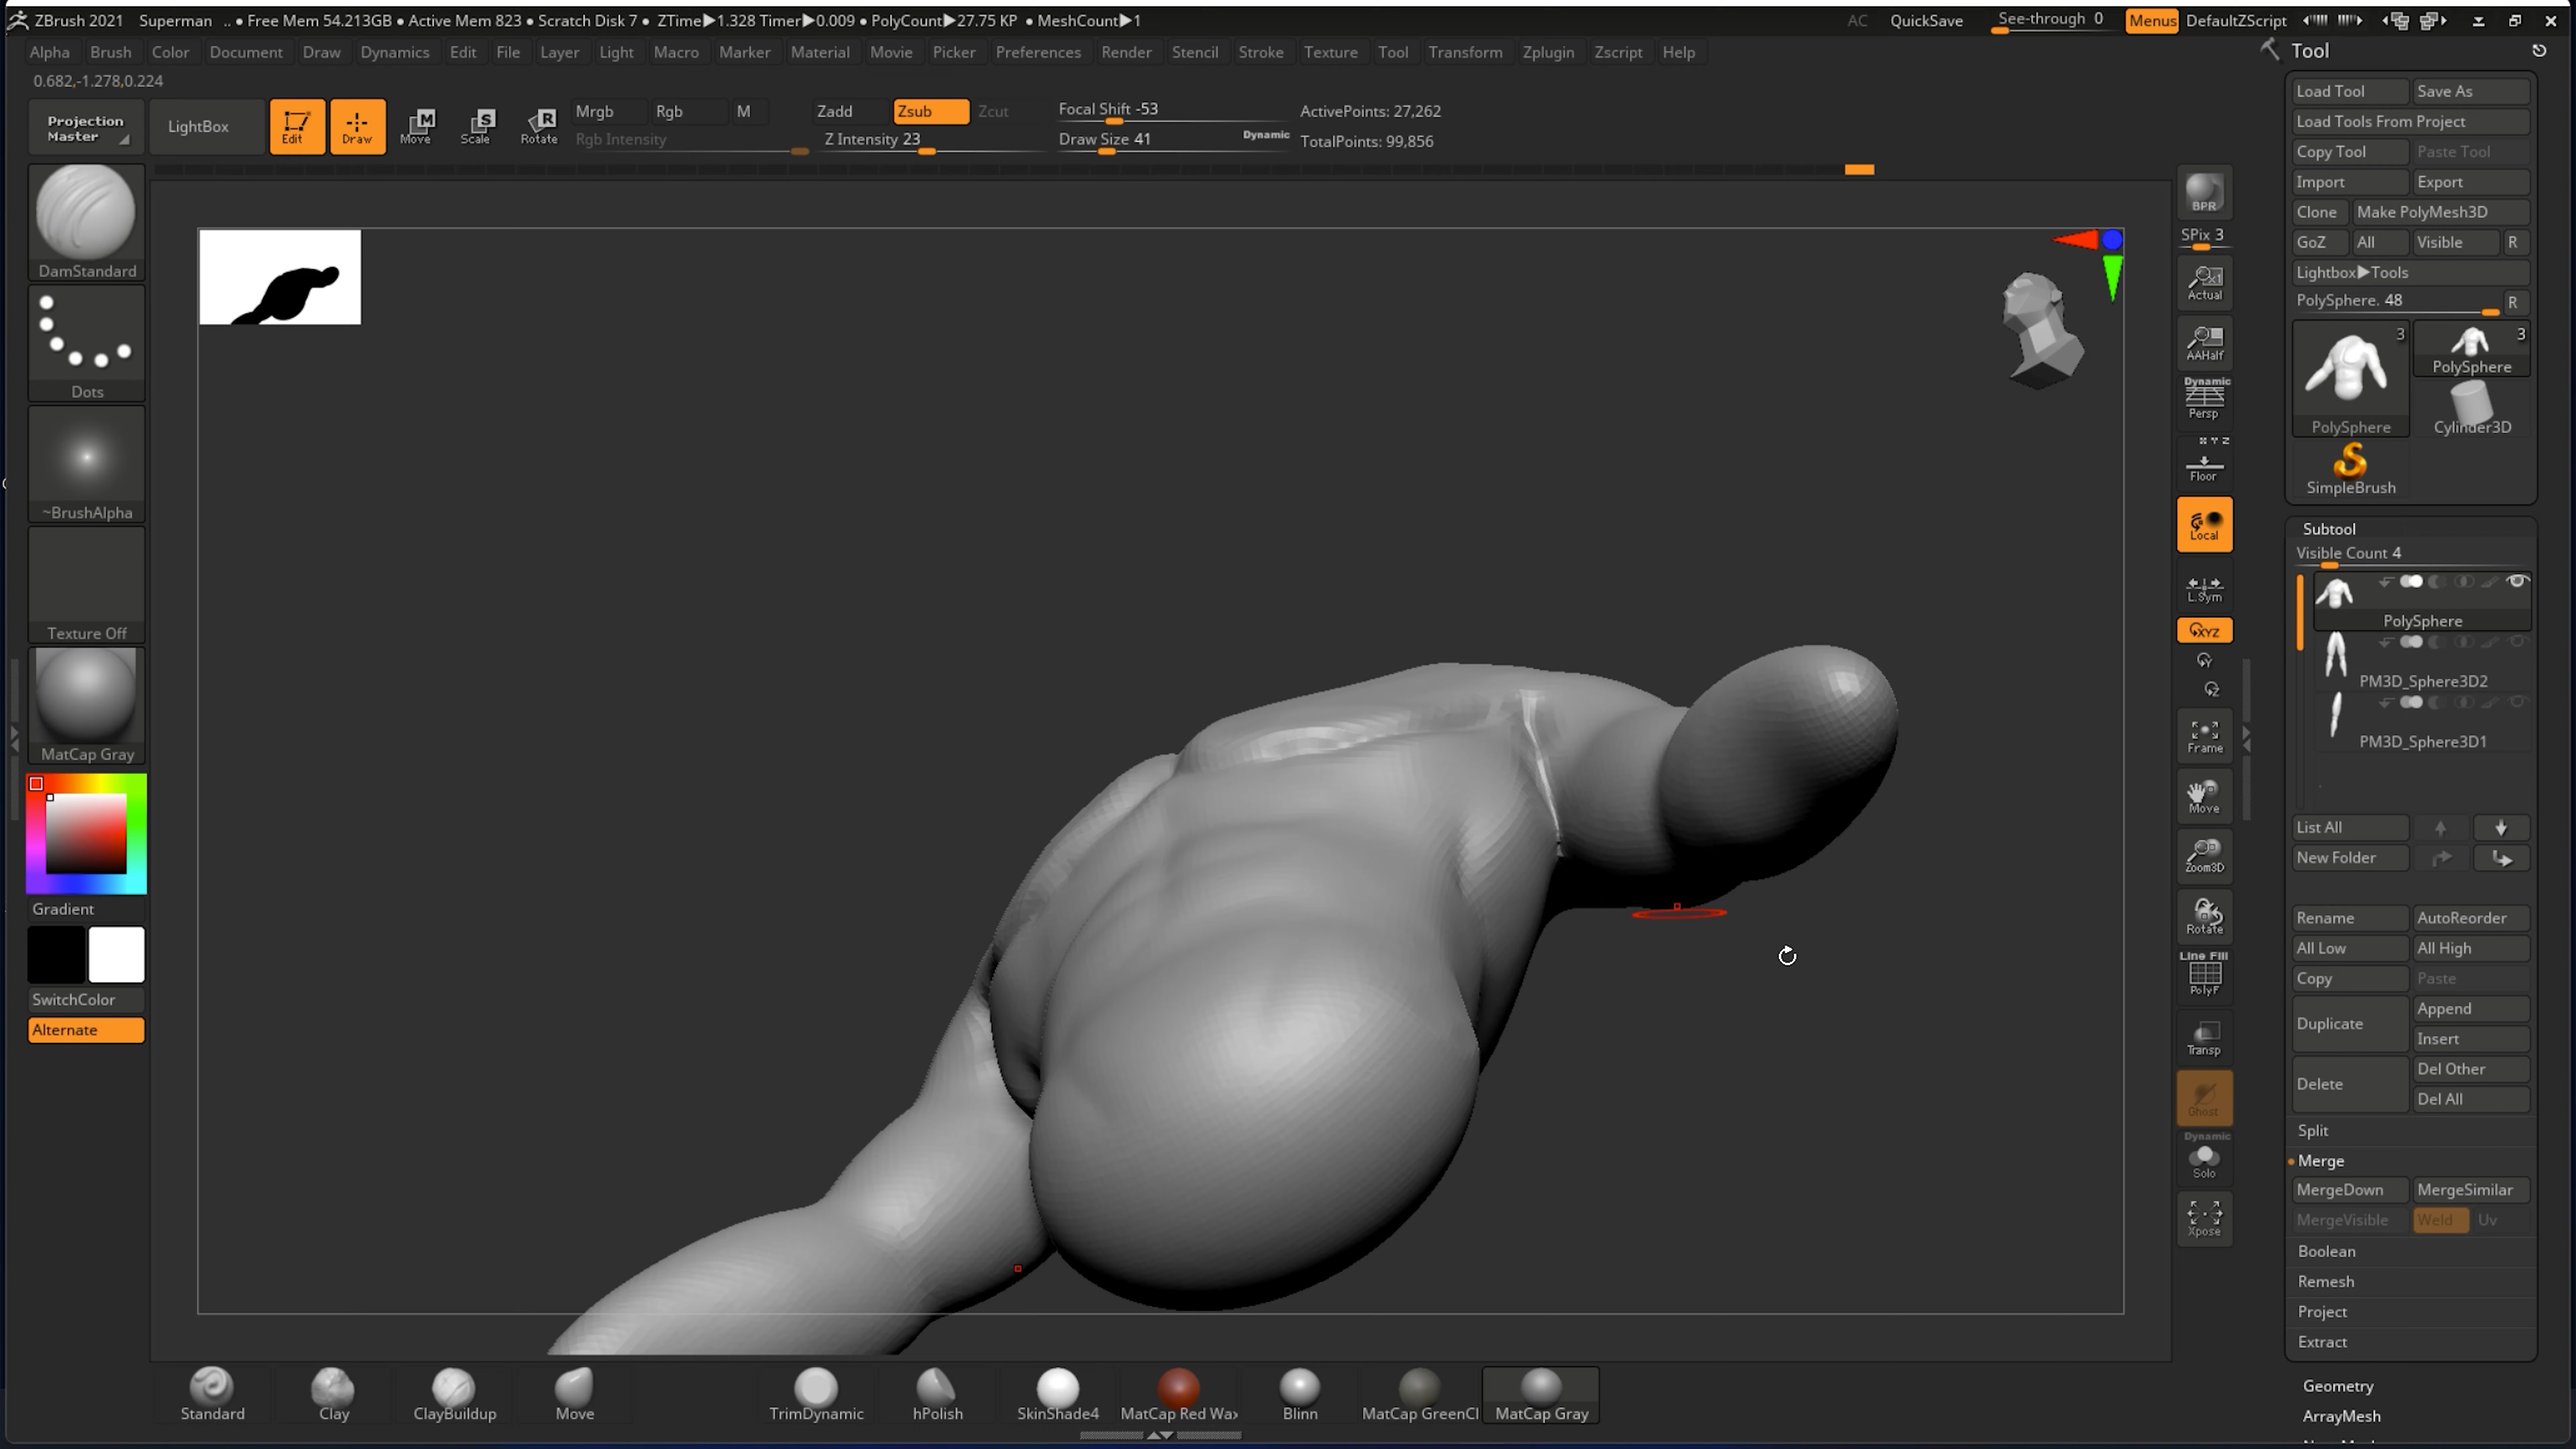 ZBrush 2021 Superman .. ● Free Mem 54.213GB ● Active Mem 823 ● Scratch Disk 7 ● ZTime▶1.328 Timer▶0.009 ● PolyCount▶27.75 KP ● MeshCount▶1 AC QuickSave See-through 0 Menus DefaultZScript
Alpha Brush Color Document Draw Dynamics Edit File Layer Light Macro Marker Material Movie Picker Preferences Render Stencil Stroke Texture Tool Transform Zplugin Zscript Help
0.682,-1.278,0.224
Projection Master
LightBox
Edit
Draw
M
Move
S
Scale
R
Rotate
Mrgb Rgb M
Rgb Intensity
Zadd Zsub Zcut
Z Intensity 23
Focal Shift -53
Draw Size 41 Dynamic
ActivePoints: 27,262
TotalPoints: 99,856
DamStandard
Dots
~BrushAlpha
Texture Off
MatCap Gray
Gradient
SwitchColor
Alternate
BPR
SPix 3
Actual
AAHalf
Dynamic
Persp
X Y Z
Floor
Local
L.Sym
XYZ
Y
Z
Frame
Move
Zoom3D
Rotate
Line Fill
PolyF
Transp
Ghost
Dynamic
Solo
Xpose
Tool
Load Tool Save As
Load Tools From Project
Copy Tool Paste Tool
Import Export
Clone Make PolyMesh3D
GoZ All Visible R
Lightbox▶Tools
PolySphere. 48 R
3
PolySphere
3
PolySphere
Cylinder3D
SimpleBrush
Subtool
Visible Count 4
PolySphere
PM3D_Sphere3D2
PM3D_Sphere3D1
List All
New Folder
Rename AutoReorder
All Low All High
Copy Paste
Duplicate Append
Insert
Delete Del Other
Del All
Split
Merge
MergeDown MergeSimilar
MergeVisible Weld Uv
Boolean
Remesh
Project
Extract
Geometry
ArrayMesh
Standard Clay ClayBuildup Move TrimDynamic hPolish SkinShade4 MatCap Red Wax Blinn MatCap GreenCl MatCap Gray